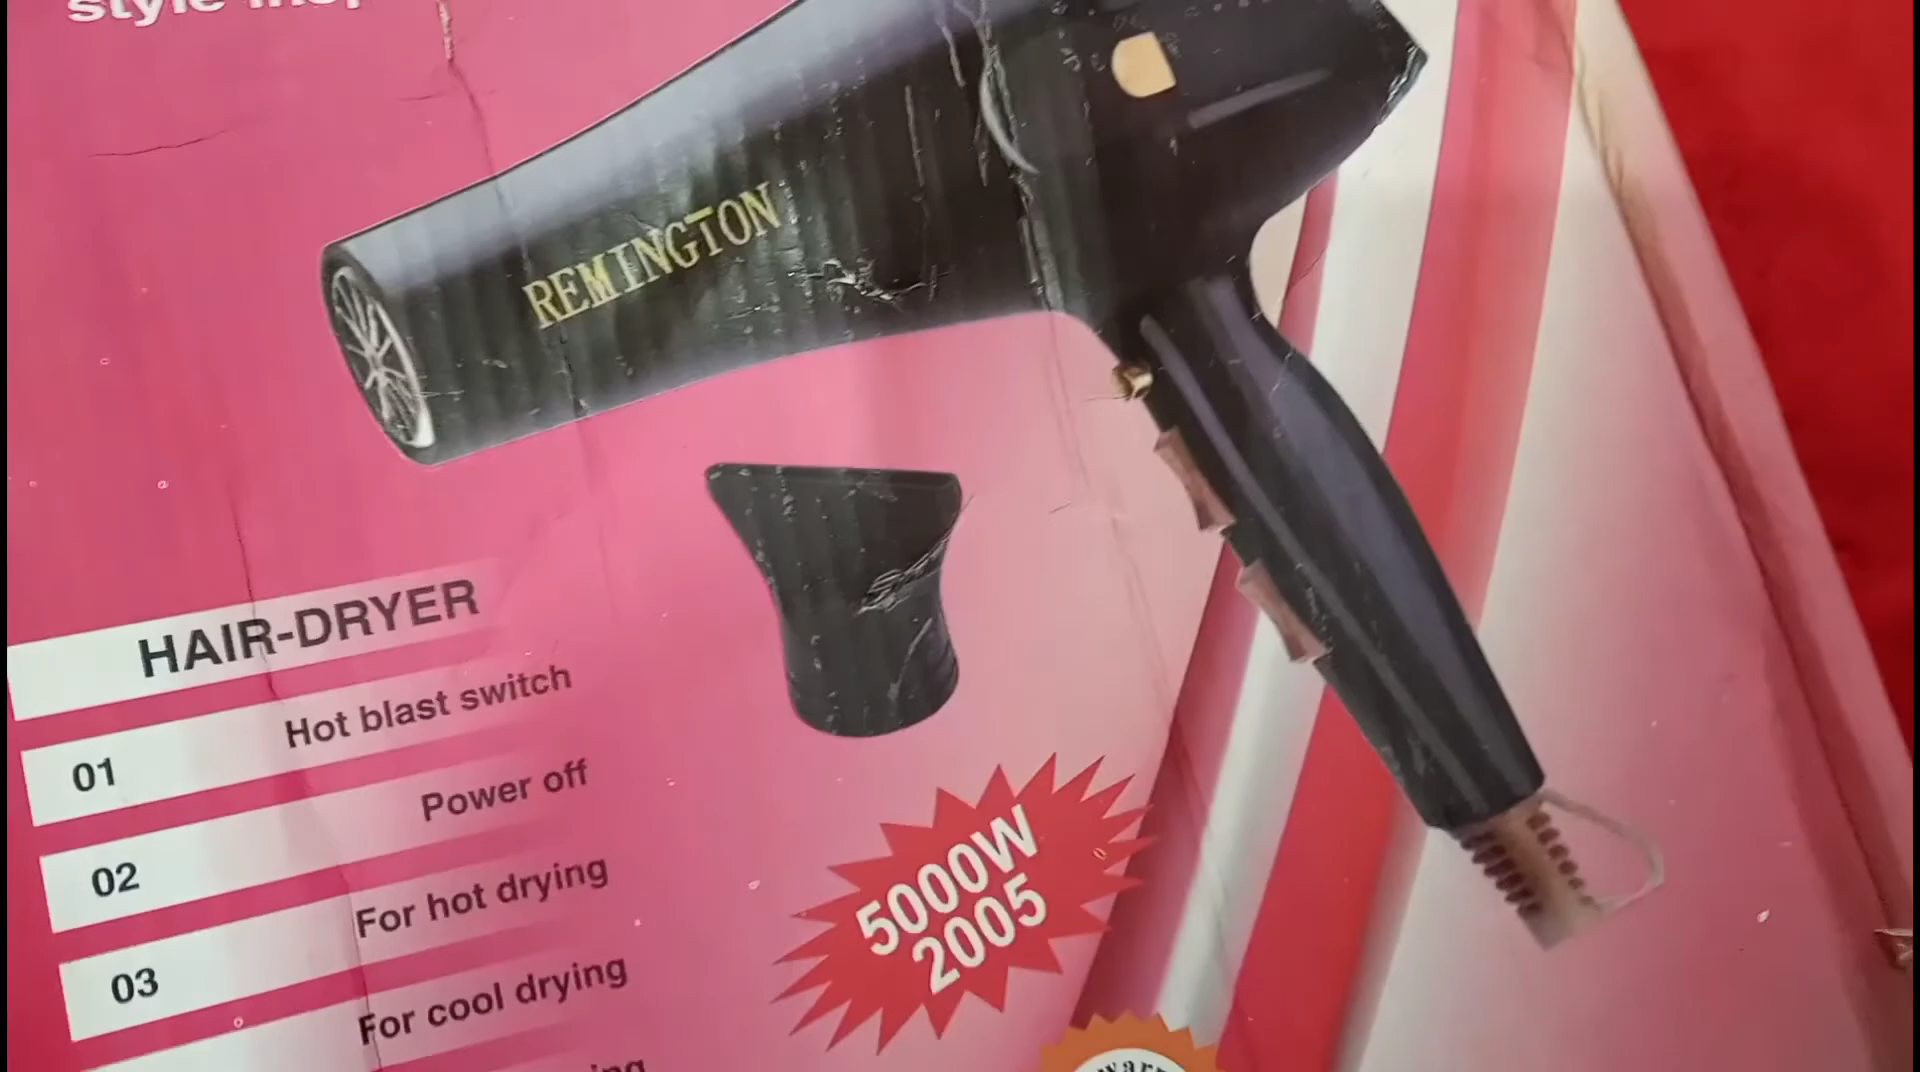 style
REMINGTON
HAIR-DRYER
Hot blast switch
01
Power off
02
For hot drying
03
For cool drying
5000W
2005